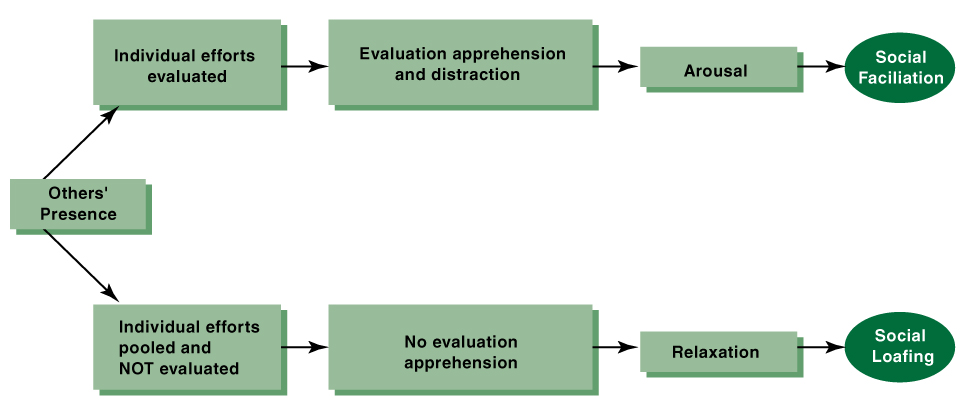 Individual efforts
evaluated
Evaluation apprehension
and distraction
Arousal
Social
Faciliation
Others'
Presence
Individual efforts
pooled and
NOT evaluated
No evaluation
apprehension
Relaxation
Social
Loafing